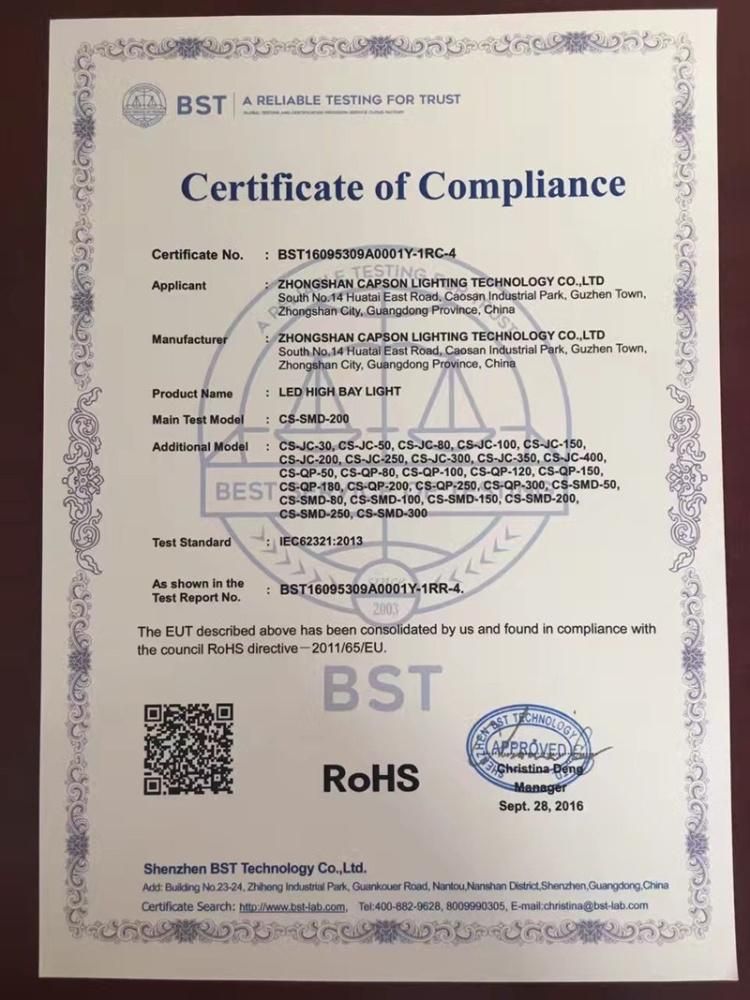 BST A RELIABLE TESTING FOR TRUST
Certificate of Compliance
Certificate No. : BST16095309A0001Y-1RC-4
Applicant : ZHONGSHAN CAPSON LIGHTING TECHNOLOGY CO.,LTD
South No.14 Huatai East Road, Caosan Industrial Park, Guzhen Town,
Zhongshan City, Guangdong Province, China
Manufacturer : ZHONGSHAN CAPSON LIGHTING TECHNOLOGY CO.,LTD
South No.14 Huatai East Road, Caosan Industrial Park, Guzhen Town,
Zhongshan City, Guangdong Province, China
Product Name : LED HIGH BAY LIGHT
Main Test Model : CS-SMD-200
Additional Model : CS-JC-30, CS-JC-50, CS-JC-80, CS-JC-100, CS-JC-150,
CS-JC-200, CS-JC-250, CS-JC-300, CS-JC-350, CS-JC-400,
CS-QP-50, CS-QP-80, CS-QP-100, CS-QP-120, CS-QP-150,
CS-QP-180, CS-QP-200, CS-QP-250, CS-QP-300, CS-SMD-50,
CS-SMD-80, CS-SMD-100, CS-SMD-150, CS-SMD-200,
CS-SMD-250, CS-SMD-300
BEST
Test Standard : IEC62321:2013
As shown in the
Test Report No. : BST16095309A0001Y-1RR-4.
SINCE
2003
The EUT described above has been consolidated by us and found in compliance with
the council RoHS directive－2011/65/EU.
BST
RoHS
SHENZHEN BST TECHNOLOGY
APPROVED
Christina Deng
Manager
Sept. 28, 2016
Shenzhen BST Technology Co.,Ltd.
Add: Building No.23-24, Zhiheng Industrial Park, Guankouer Road, Nantou,Nanshan District,Shenzhen,Guangdong,China
Certificate Search: http://www.bst-lab.com, Tel:400-882-9628, 8009990305, E-mail:christina@bst-lab.com